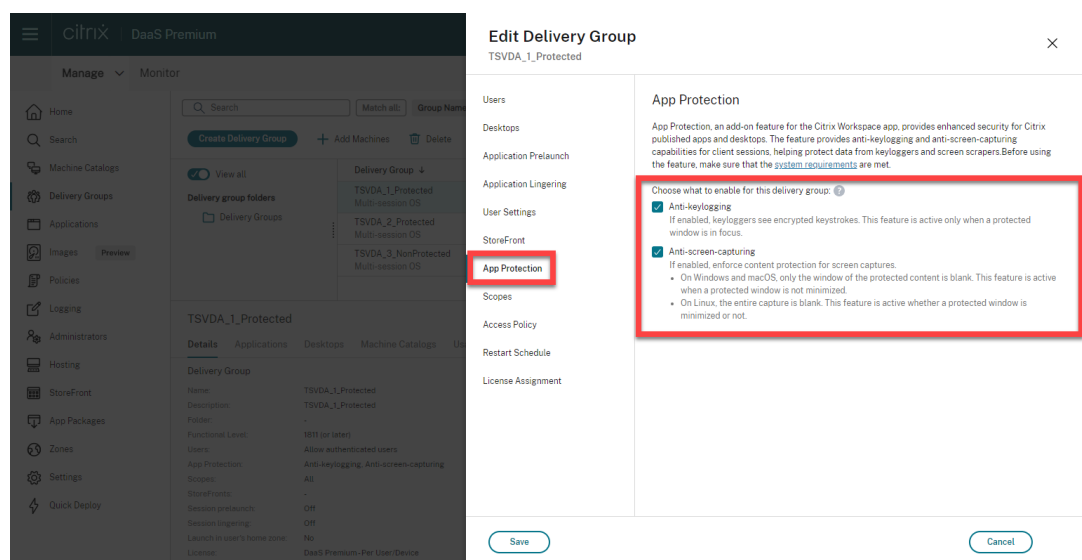 citrix | DaaS Premium
Manage
Monitor
Home
Search
Machine Catalogs
Delivery Groups
Applications
Images Preview
Policies
Logging
Administrators
Hosting
StoreFront
App Packages
Zones
Settings
Quick Deploy
Search
Match all: Group Name
Create Delivery Group
Add Machines
Delete
View all
Delivery group folders
Delivery Groups
Delivery Group ↓
TSVDA_1_Protected
Multi-session OS
TSVDA_2_Protected
Multi-session OS
TSVDA_3_NonProtected
Multi-session OS
TSVDA_1_Protected
Details Applications Desktops Machine Catalogs
Delivery Group
Name: TSVDA_1_Protected
Description: TSVDA_1_Protected
Folder: -
Functional Level: 1811 (or later)
Users: Allow authenticated users
App Protection: Anti-keylogging, Anti-screen-capturing
Scopes: All
StoreFronts: -
Session prelaunch: Off
Session lingering: Off
Launch in user's home zone: No
License: DaaS Premium - Per User/Device
Edit Delivery Group
TSVDA_1_Protected
Users
Desktops
Application Prelaunch
Application Lingering
User Settings
StoreFront
App Protection
Scopes
Access Policy
Restart Schedule
License Assignment
App Protection
App Protection, an add-on feature for the Citrix Workspace app, provides enhanced security for Citrix
published apps and desktops. The feature provides anti-keylogging and anti-screen-capturing
capabilities for client sessions, helping protect data from keyloggers and screen scrapers.Before using
the feature, make sure that the system requirements are met.
Choose what to enable for this delivery group: ?
Anti-keylogging
If enabled, keyloggers see encrypted keystrokes. This feature is active only when a protected
window is in focus.
Anti-screen-capturing
If enabled, enforce content protection for screen captures.
• On Windows and macOS, only the window of the protected content is blank. This feature is active
when a protected window is not minimized.
• On Linux, the entire capture is blank. This feature is active whether a protected window is
minimized or not.
Save
Cancel